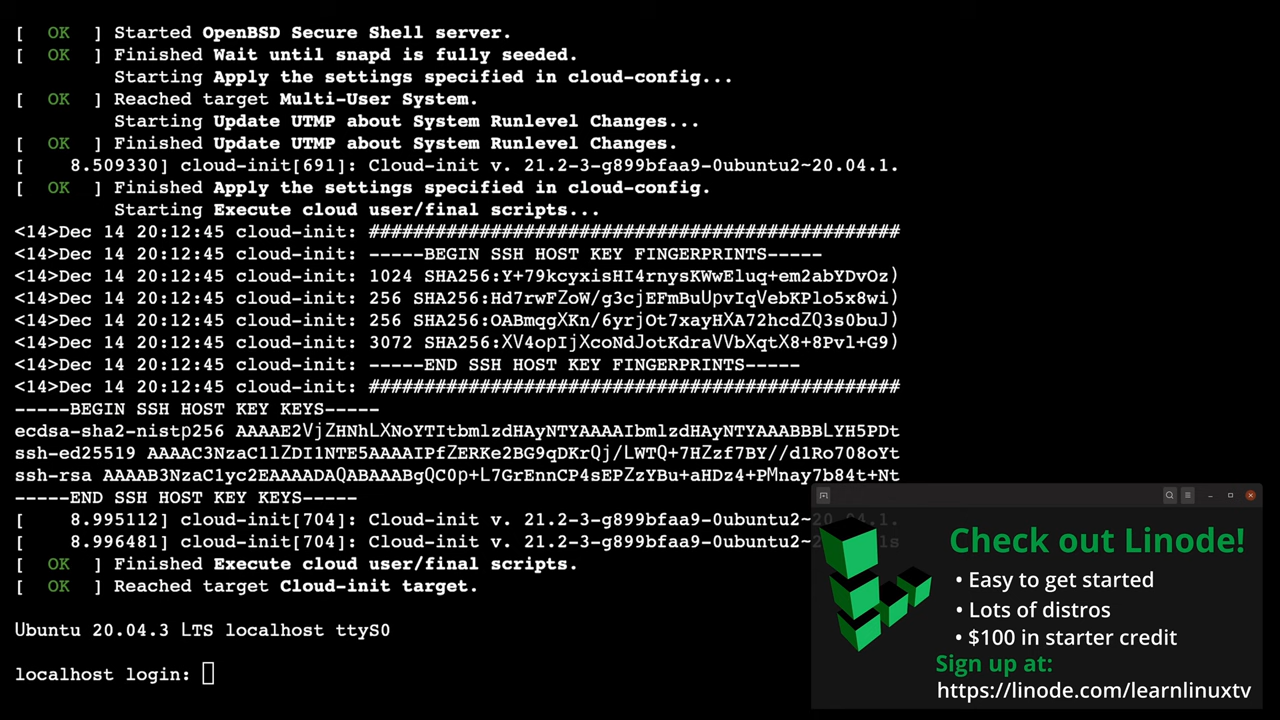 [  OK  ] Started OpenBSD Secure Shell server.
[  OK  ] Finished Wait until snapd is fully seeded.
Starting Apply the settings specified in cloud-config...
[  OK  ] Reached target Multi-User System.
Starting Update UTMP about System Runlevel Changes...
[  OK  ] Finished Update UTMP about System Runlevel Changes.
[    8.509330] cloud-init[691]: Cloud-init v. 21.2-3-g899bfaa9-0ubuntu2~20.04.1.
[  OK  ] Finished Apply the settings specified in cloud-config.
Starting Execute cloud user/final scripts...
<14>Dec 14 20:12:45 cloud-init: ################################################
<14>Dec 14 20:12:45 cloud-init: -----BEGIN SSH HOST KEY FINGERPRINTS-----
<14>Dec 14 20:12:45 cloud-init: 1024 SHA256:Y+79kcyxisHI4rnysKWwEluq+em2abYDvOz)
<14>Dec 14 20:12:45 cloud-init: 256 SHA256:Hd7rwFZoW/g3cjEFmBuUpvIqVebKPlo5x8wi)
<14>Dec 14 20:12:45 cloud-init: 256 SHA256:OABmqgXKn/6yrjOt7xayHXA72hcdZQ3s0buJ)
<14>Dec 14 20:12:45 cloud-init: 3072 SHA256:XV4opIjXcoNdJotKdraVVbXqtX8+8Pvl+G9)
<14>Dec 14 20:12:45 cloud-init: -----END SSH HOST KEY FINGERPRINTS-----
<14>Dec 14 20:12:45 cloud-init: ################################################
-----BEGIN SSH HOST KEY KEYS-----
ecdsa-sha2-nistp256 AAAAE2VjZHNhLXNoYTItbmlzdHAyNTYAAAAIbmlzdHAyNTYAAABBBLYH5PDt
ssh-ed25519 AAAAC3NzaC1lZDI1NTE5AAAAIPfZERKe2BG9qDKrQj/LWTQ+7HZzf7BY//d1Ro708oYt
ssh-rsa AAAAB3NzaC1yc2EAAAADAQABAAABgQC0p+L7GrEnnCP4sEPZzYBu+aHDz4+PMnay7b84t+Nt
-----END SSH HOST KEY KEYS-----
[    8.995112] cloud-init[704]: Cloud-init v. 21.2-3-g899bfaa9-0ubuntu2~20.04.1.
[    8.996481] cloud-init[704]: Cloud-init v. 21.2-3-g899bfaa9-0ubuntu2~
[  OK  ] Finished Execute cloud user/final scripts.
[  OK  ] Reached target Cloud-init target.
Ubuntu 20.04.3 LTS localhost ttyS0
localhost login:
Check out Linode!
• Easy to get started
• Lots of distros
• $100 in starter credit
Sign up at:
https://linode.com/learnlinuxtv